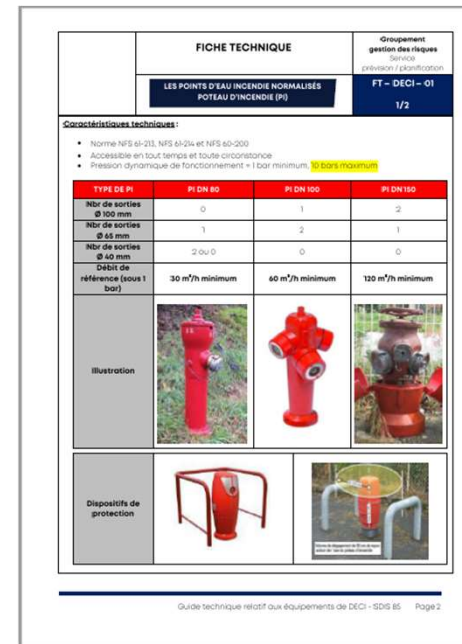 FICHE TECHNIQUE
Groupement
gestion des risques
Service
prévision / planification
LES POINTS D'EAU INCENDIE NORMALISÉS
POTEAU D'INCENDIE (PI)
FT – DECI – 01
1/2
Caractéristiques techniques :
• Norme NFS 61-213, NFS 61-214 et NFS 60-200
• Accessible en tout temps et toute circonstance
• Pression dynamique de fonctionnement = 1 bar minimum, 10 bars maximum
TYPE DE PI PI DN 80 PI DN 100 PI DN 150
Nbr de sorties
Ø 100 mm 0 1 2
Nbr de sorties
Ø 65 mm 1 2 1
Nbr de sorties
Ø 40 mm 2 ou 0 0 0
Débit de
référence (sous 1
bar) 30 m³/h minimum 60 m³/h minimum 120 m³/h minimum
Illustration
Dispositifs de
protection
Guide technique relatif aux équipements de DECI - SDIS 85 Page 2